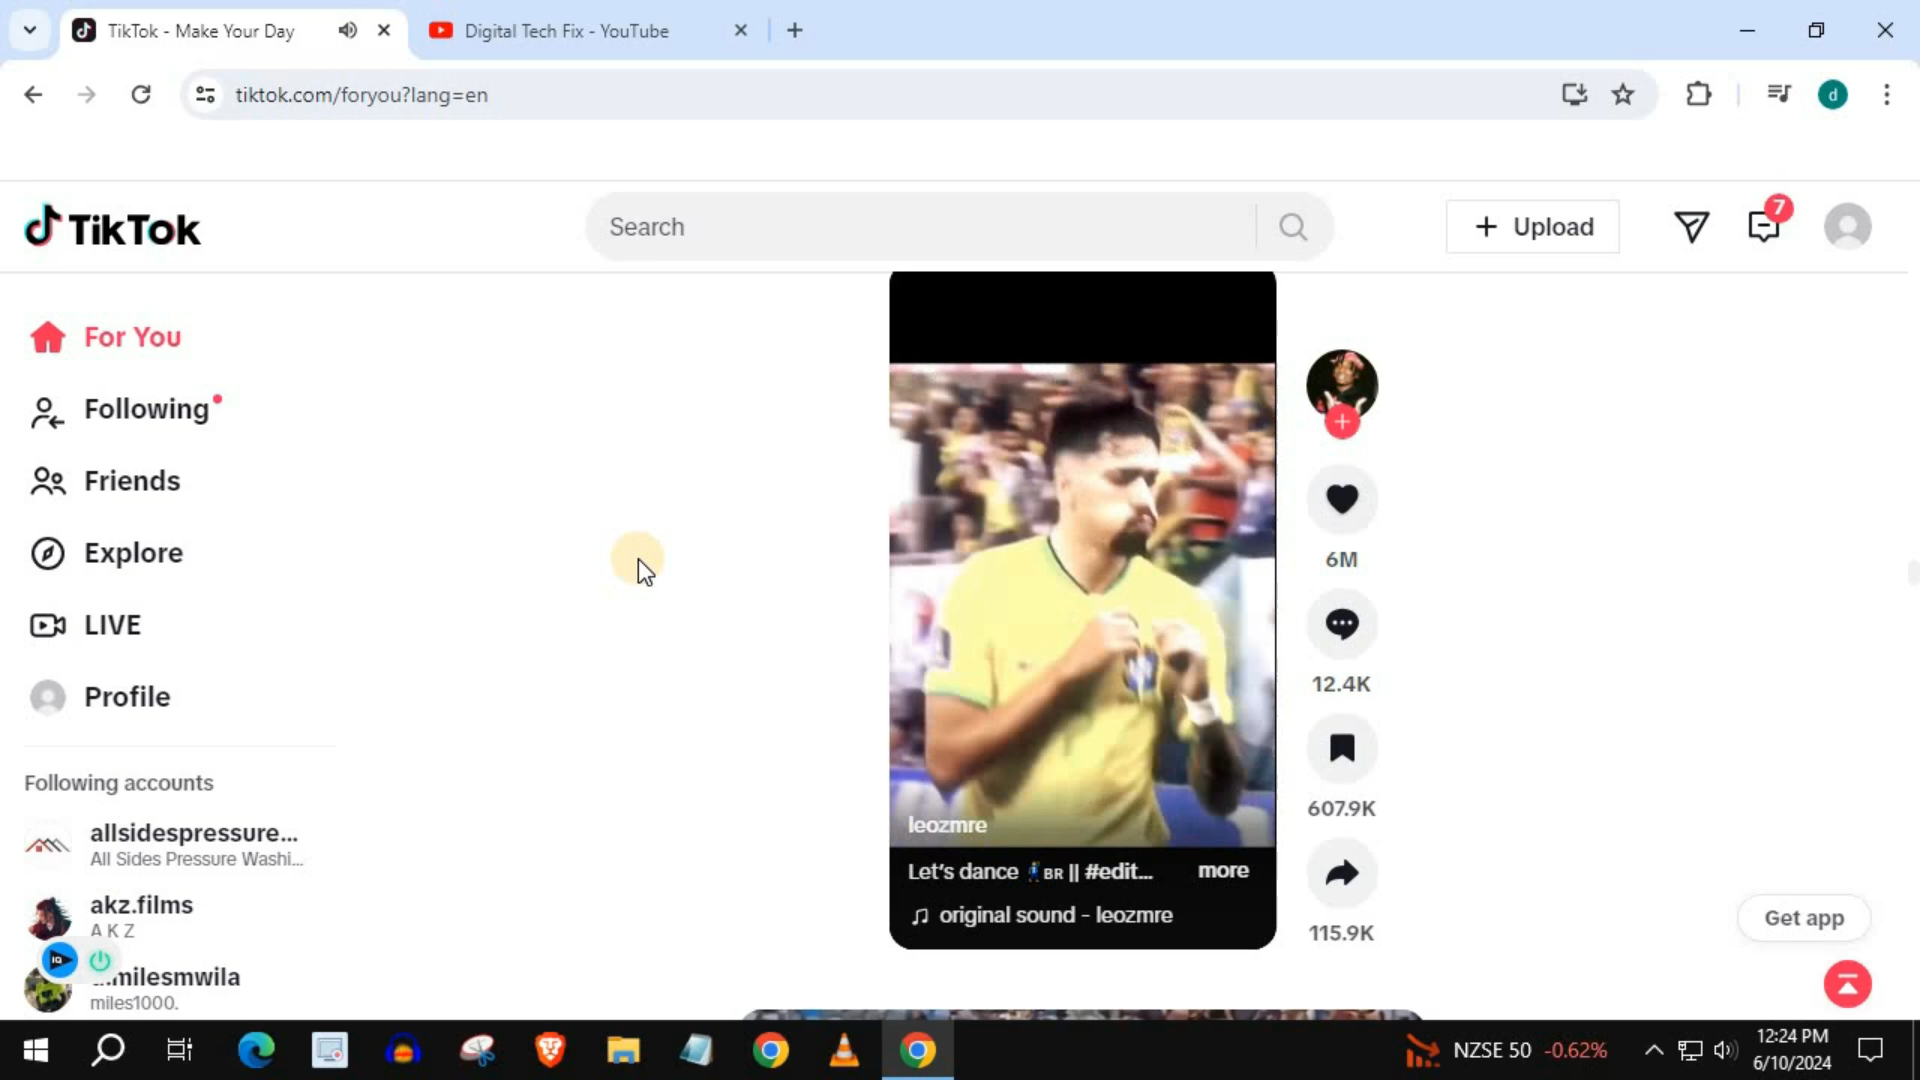 TikTok - Make Your Day
Digital Tech Fix - YouTube
tiktok.com/foryou?lang=en
d
TikTok
Search
Upload
7
For You
Following
Friends
Explore
LIVE
Profile
Following accounts
allsidespressure...
All Sides Pressure Washi...
akz.films
A K Z
IQ
milesmwila
miles1000.
6M
12.4K
607.9K
115.9K
leozmre
Let's dance 🕺BR || #edit... more
original sound - leozmre
Get app
NZSE 50 -0.62%
12:24 PM
6/10/2024